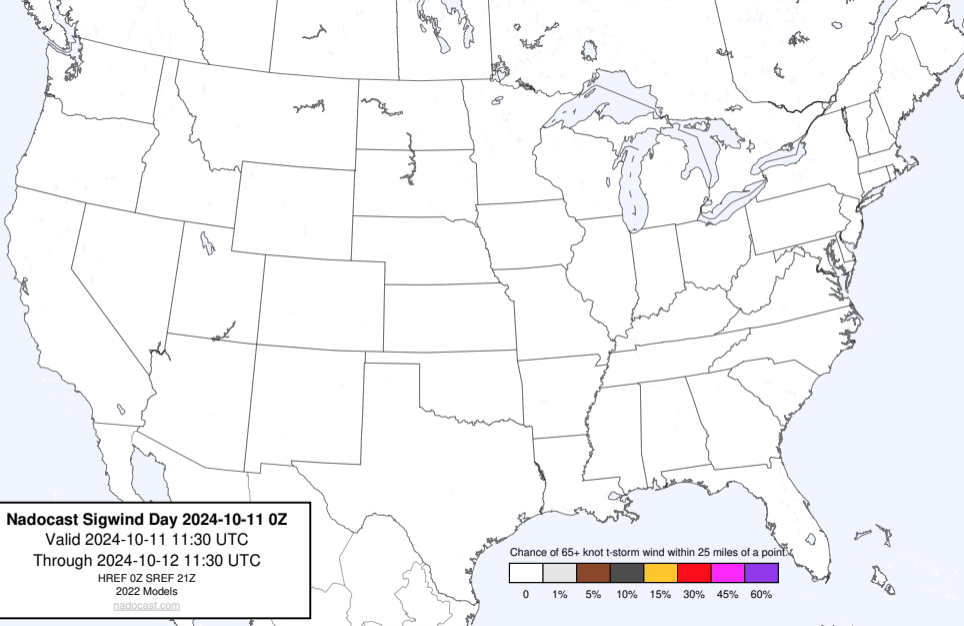 Nadocast Sigwind Day 2024-10-11 0Z
Valid 2024-10-11 11:30 UTC
Through 2024-10-12 11:30 UTC
HREF 0Z SREF 21Z
2022 Models
nadocast.com
Chance of 65+ knot t-storm wind within 25 miles of a point.
0 1% 5% 10% 15% 30% 45% 60%